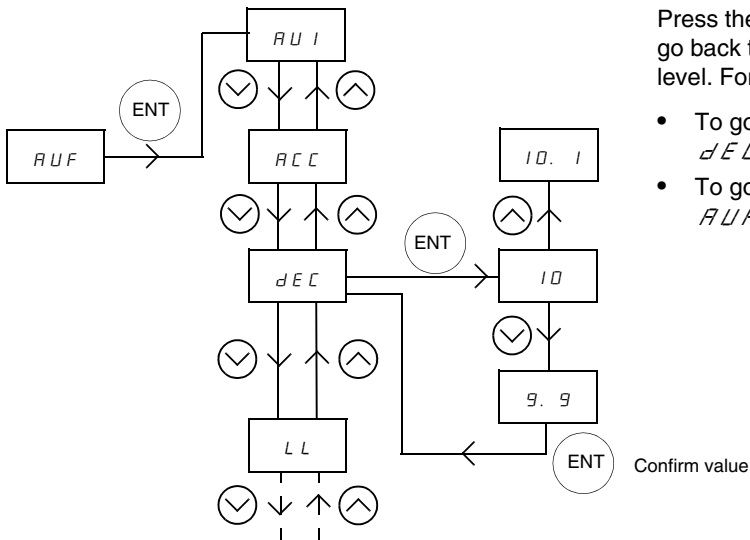 AU1
ENT
AUF
ACC
10. 1
ENT
dEC
10
9. 9
LL
ENT
Confirm value
Press the
go back t
level. For
• To go
dEC
• To go
AUF